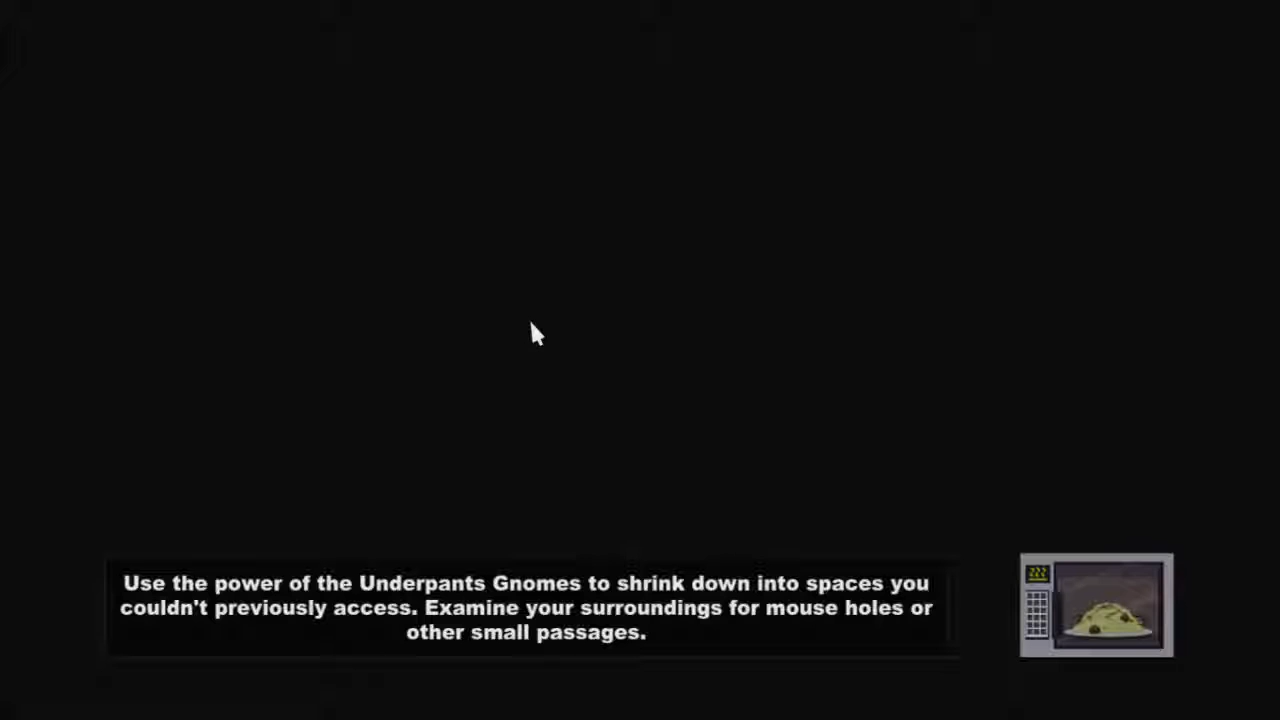 Use the power of the Underpants Gnomes to shrink down into spaces you
couldn't previously access. Examine your surroundings for mouse holes or
other small passages.